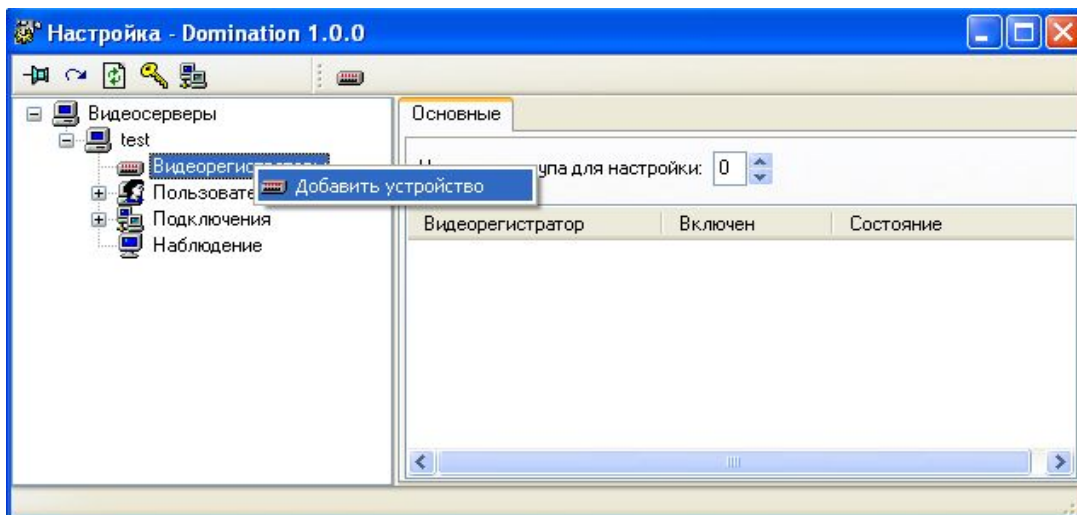 Настройка - Domination 1.0.0
Видеосерверы
test
Видеорегистраторы
Добавить устройство
Пользовате
Подключения
Наблюдение
Основные
для настройки: 0
Видеорегистратор Включен Состояние